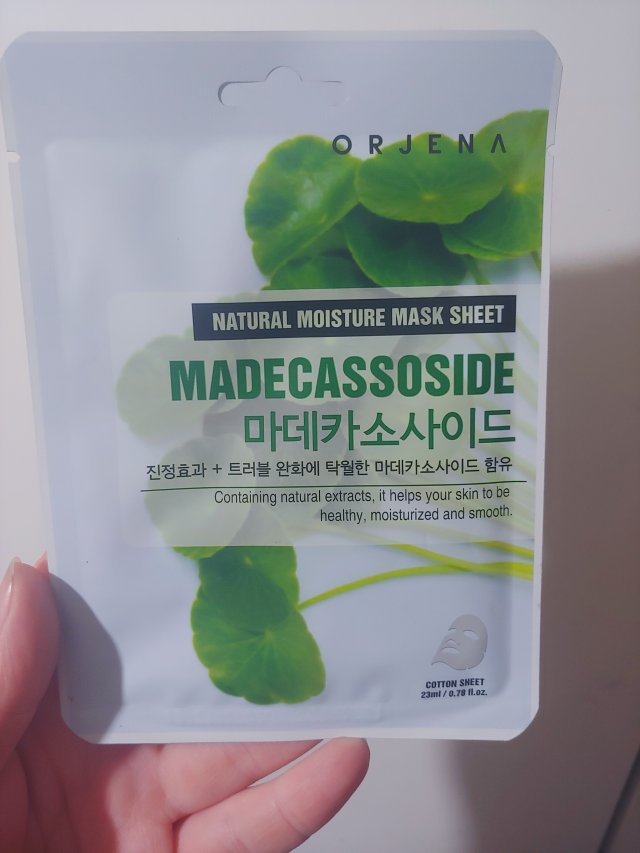 ORJENA
NATURAL MOISTURE MASK SHEET
MADECASSOSIDE
마데카소사이드
진정효과 + 트러블 완화에 탁월한 마데카소사이드 함유
Containing natural extracts, it helps your skin to be
healthy, moisturized and smooth.
COTTON SHEET
23ml / 0.78 fl.oz.